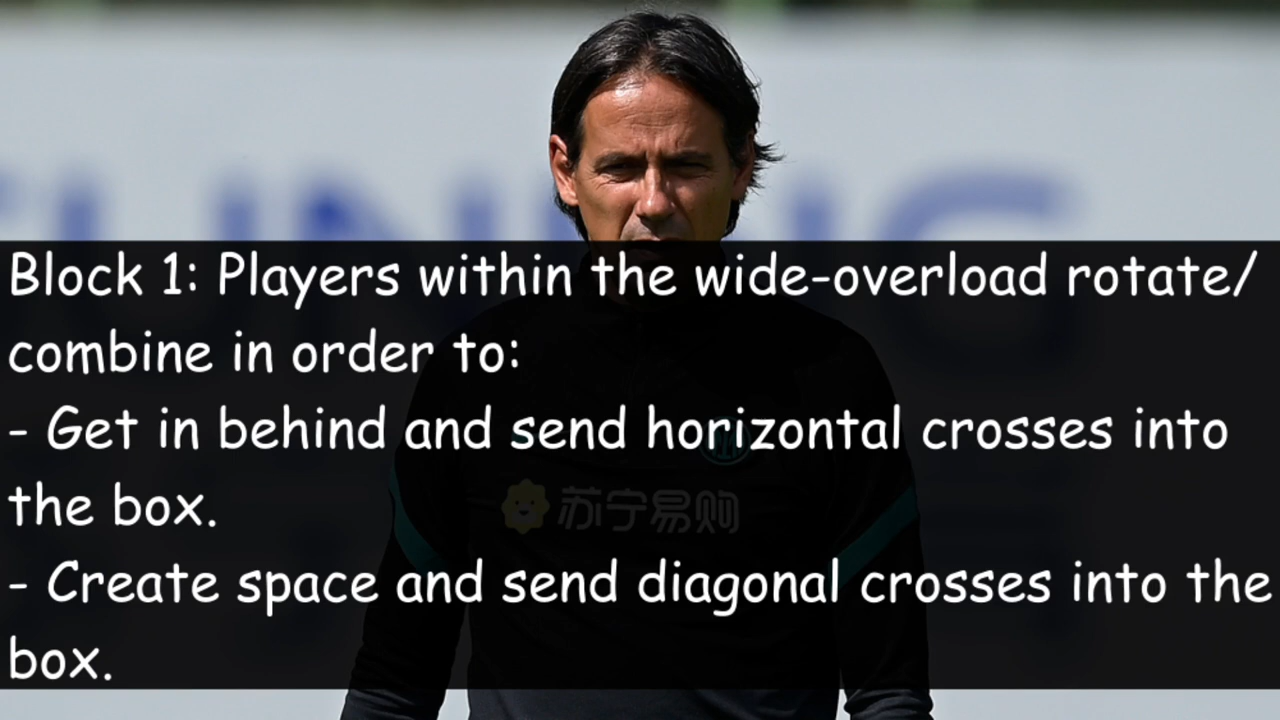 Block 1: Players within the wide-overload rotate/
combine in order to:
- Get in behind and send horizontal crosses into
the box.
- Create space and send diagonal crosses into the
box.
苏宁易购